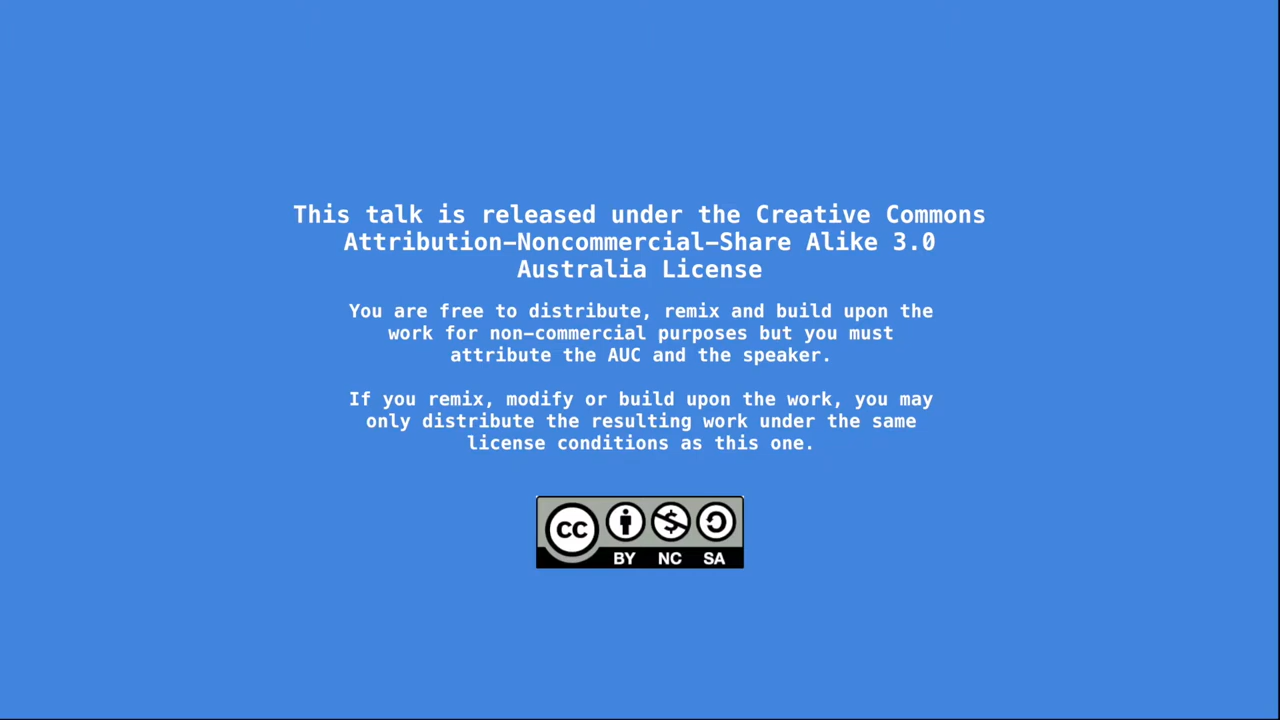 This talk is released under the Creative Commons
Attribution-Noncommercial-Share Alike 3.0
Australia License
You are free to distribute, remix and build upon the
work for non-commercial purposes but you must
attribute the AUC and the speaker.
If you remix, modify or build upon the work, you may
only distribute the resulting work under the same
license conditions as this one.
CC
BY NC SA